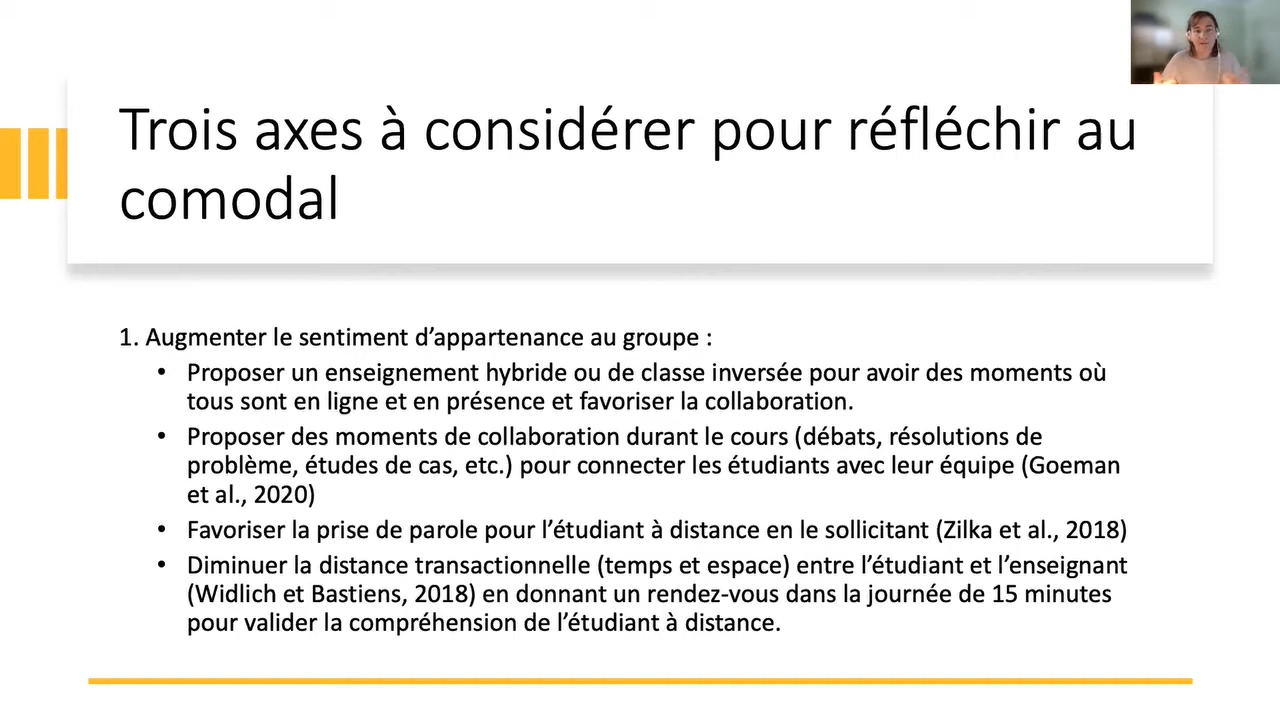 Trois axes à considérer pour réfléchir au
comodal
1. Augmenter le sentiment d’appartenance au groupe :
• Proposer un enseignement hybride ou de classe inversée pour avoir des moments où
tous sont en ligne et en présence et favoriser la collaboration.
• Proposer des moments de collaboration durant le cours (débats, résolutions de
problème, études de cas, etc.) pour connecter les étudiants avec leur équipe (Goeman
et al., 2020)
• Favoriser la prise de parole pour l’étudiant à distance en le sollicitant (Zilka et al., 2018)
• Diminuer la distance transactionnelle (temps et espace) entre l’étudiant et l’enseignant
(Widlich et Bastiens, 2018) en donnant un rendez-vous dans la journée de 15 minutes
pour valider la compréhension de l’étudiant à distance.